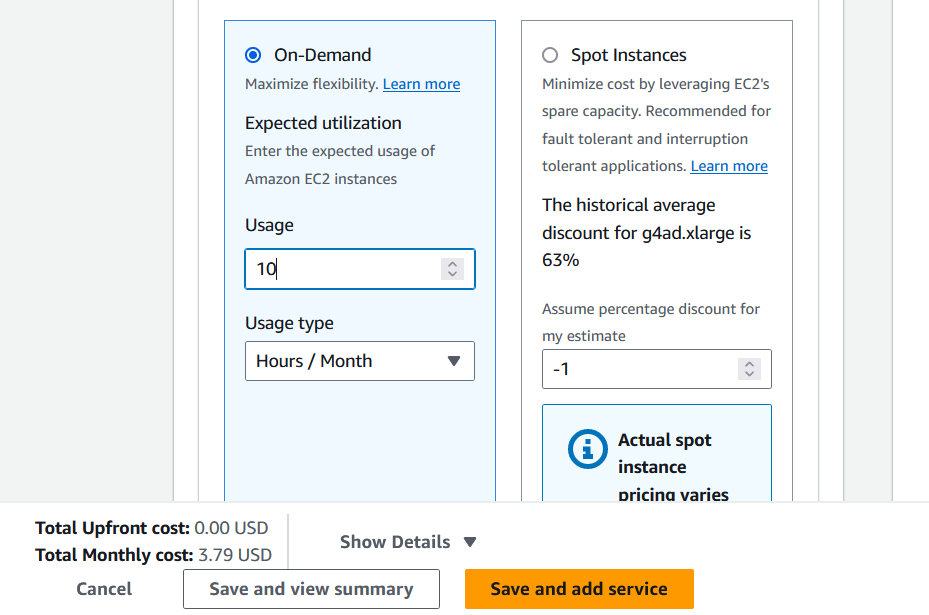 On-Demand
Maximize flexibility. Learn more
Expected utilization
Enter the expected usage of
Amazon EC2 instances
Usage
10
Usage type
Hours / Month
Spot Instances
Minimize cost by leveraging EC2's
spare capacity. Recommended for
fault tolerant and interruption
tolerant applications. Learn more
The historical average
discount for g4ad.xlarge is
63%
Assume percentage discount for
my estimate
-1
Actual spot
instance
pricing varies
Total Upfront cost: 0.00 USD
Total Monthly cost: 3.79 USD
Show Details
Cancel
Save and view summary
Save and add service